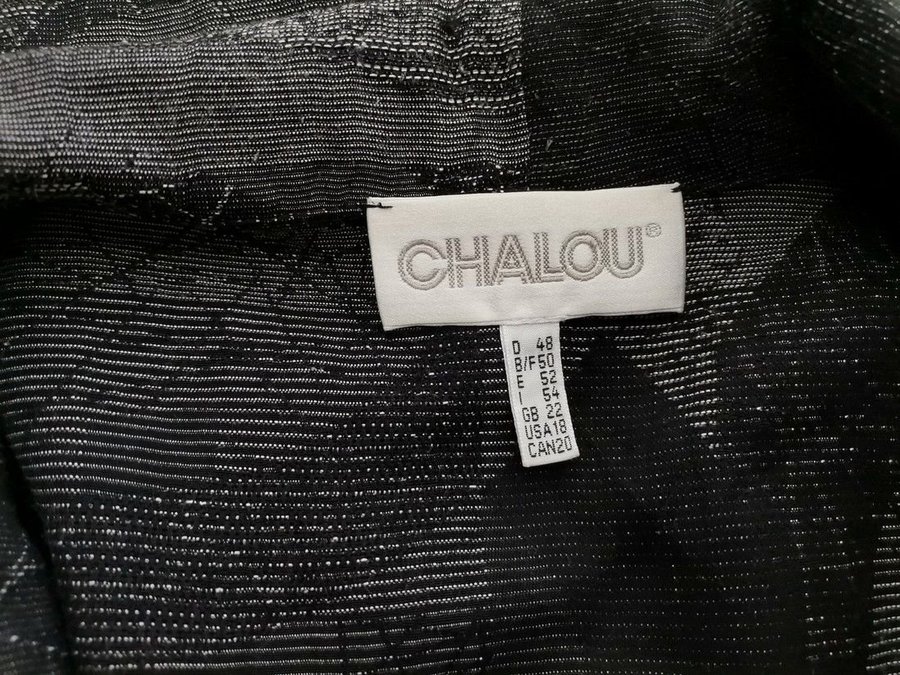 CHALOU®
D 48
B/F50
E 52
I 54
GB 22
USA18
CAN20